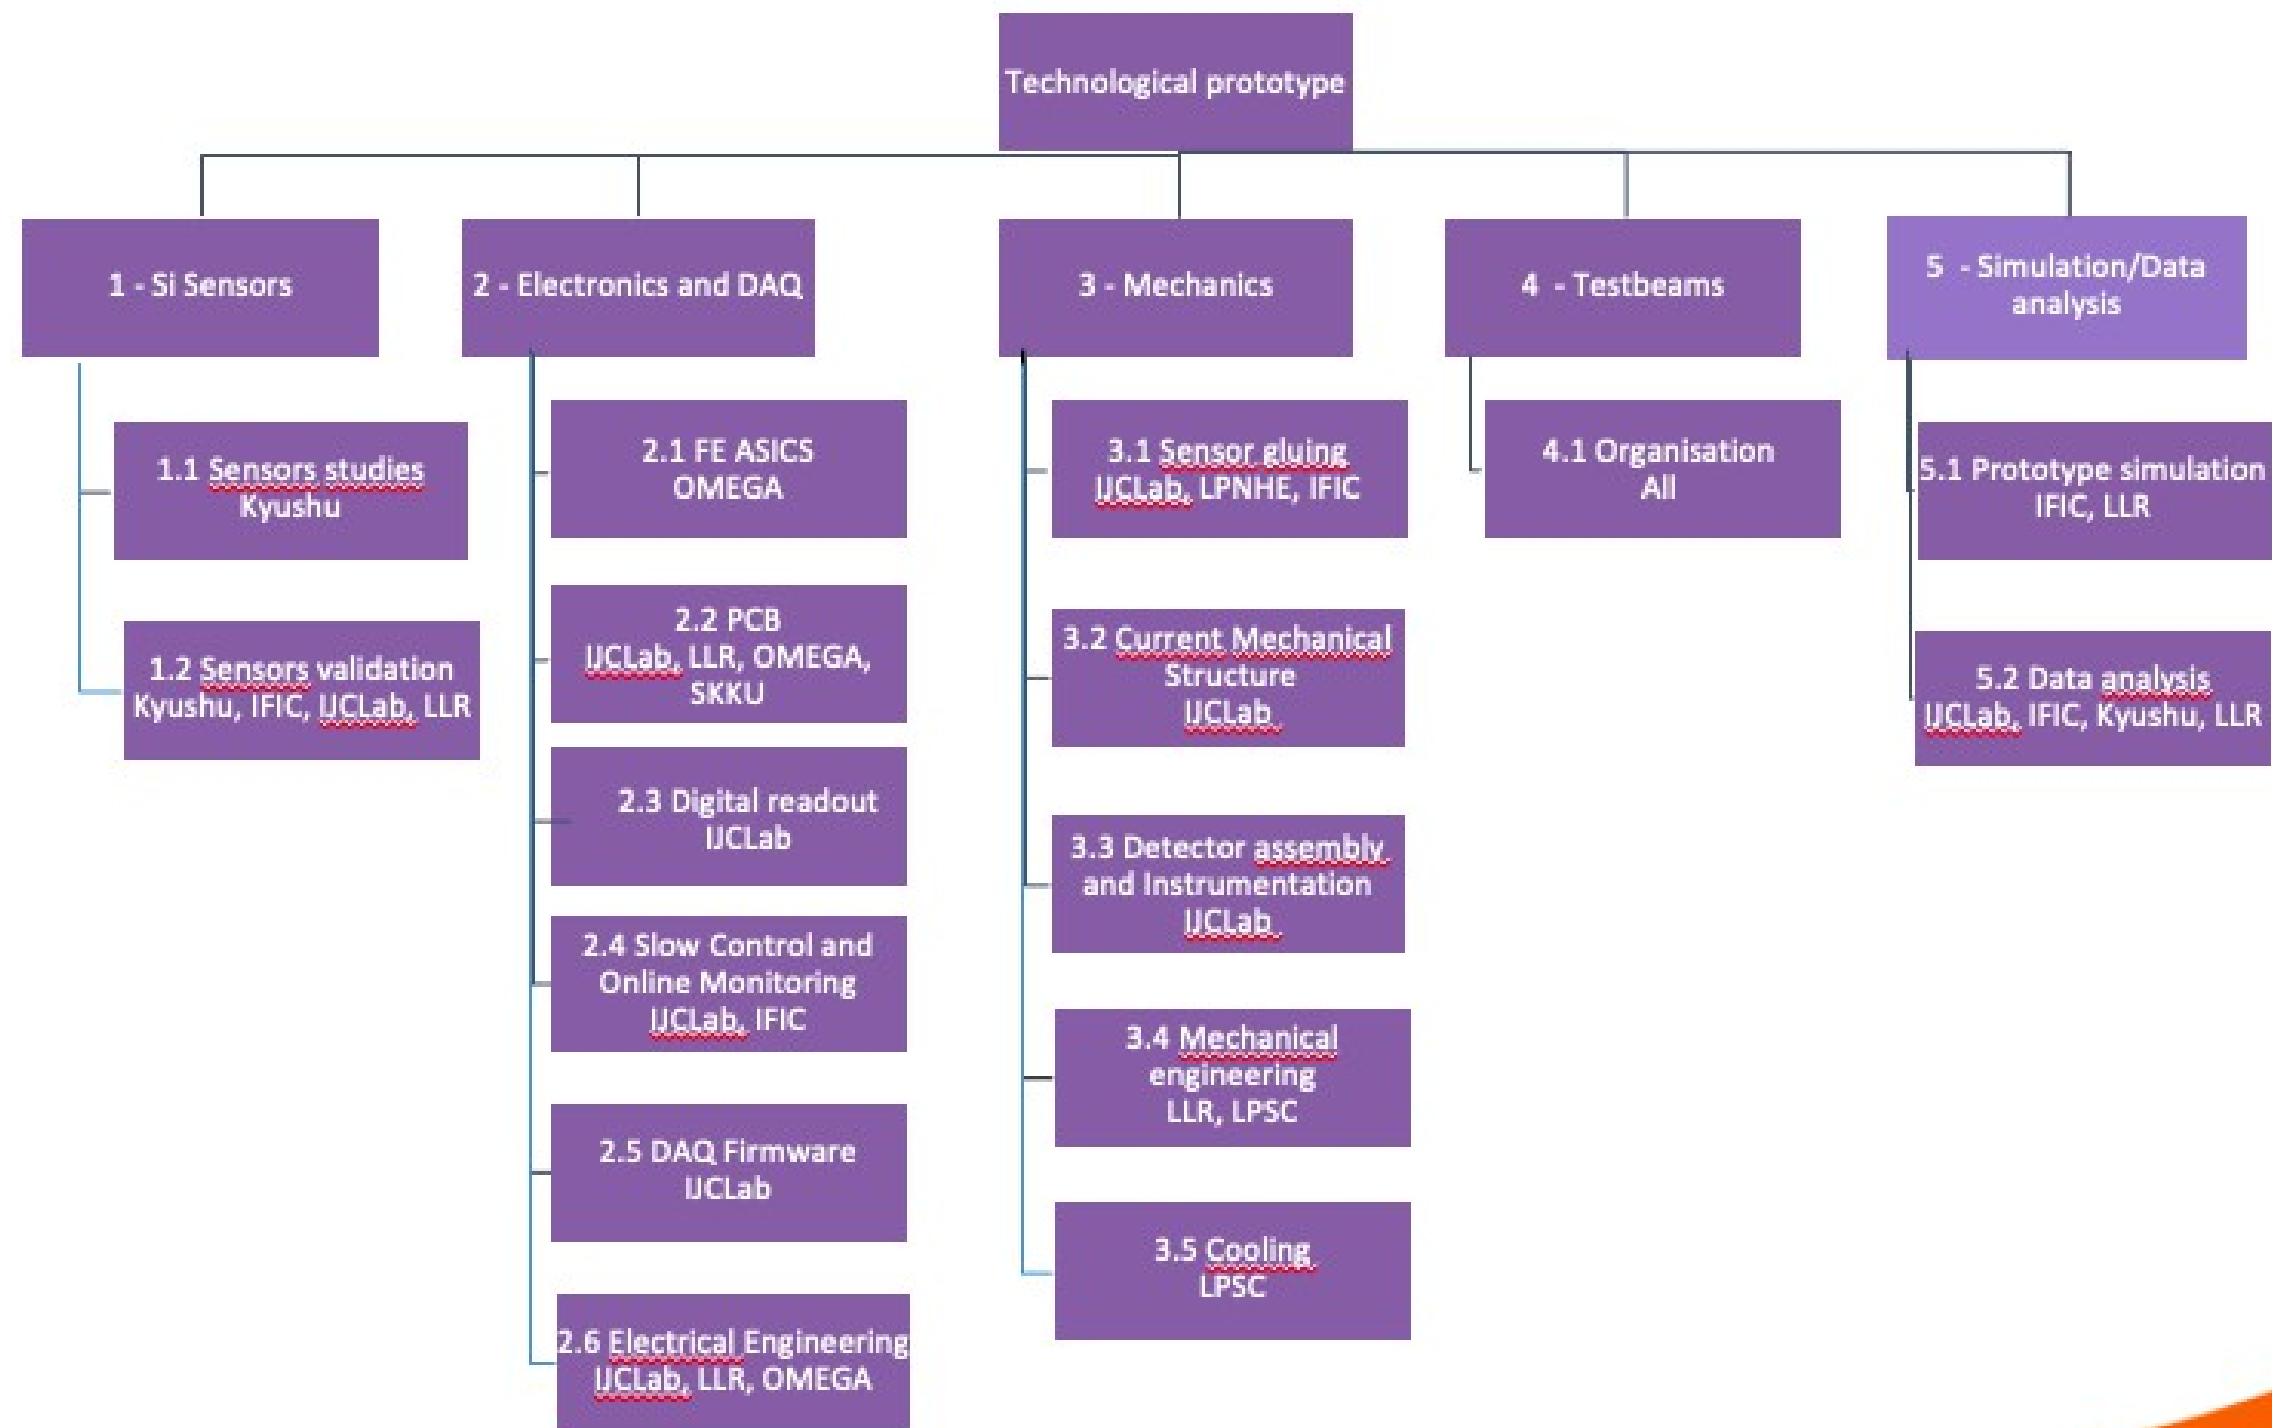 Technological prototype
1 - Si Sensors
2 - Electronics and DAQ
3 - Mechanics
4  - Testbeams
5  - Simulation/Data
analysis
1.1 Sensors studies
Kyushu
1.2 Sensors validation
Kyushu, IFIC, IJCLab, LLR
2.1 FE ASICS
OMEGA
2.2 PCB
IJCLab, LLR, OMEGA,
SKKU
2.3 Digital readout
IJCLab
2.4 Slow Control and
Online Monitoring
IJCLab, IFIC
2.5 DAQ Firmware
IJCLab
2.6 Electrical Engineering
IJCLab, LLR, OMEGA
3.1 Sensor gluing
IJCLab, LPNHE, IFIC
3.2 Current Mechanical
Structure
IJCLab
3.3 Detector assembly
and Instrumentation
IJCLab
3.4 Mechanical
engineering
LLR, LPSC
3.5 Cooling
LPSC
4.1 Organisation
All
5.1 Prototype simulation
IFIC, LLR
5.2 Data analysis
IJCLab, IFIC, Kyushu, LLR